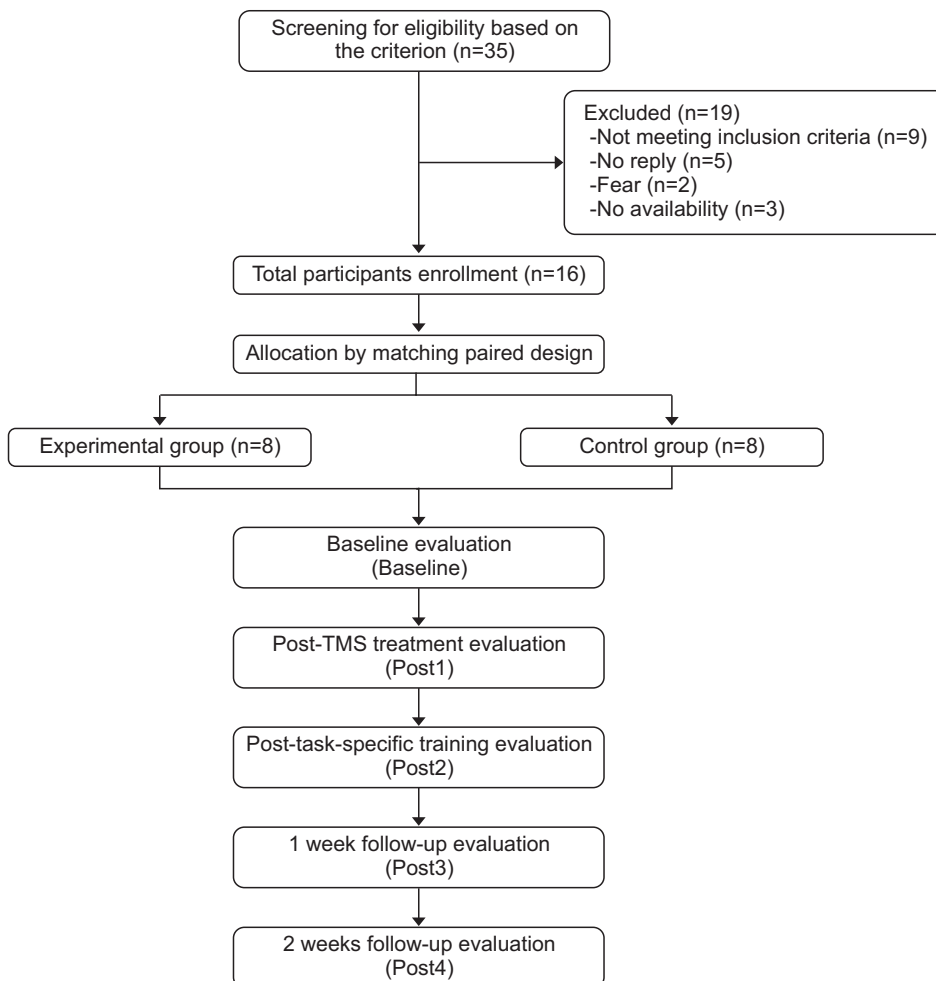 Screening for eligibility based on
the criterion (n=35)
Excluded (n=19)
-Not meeting inclusion criteria (n=9)
-No reply (n=5)
-Fear (n=2)
-No availability (n=3)
Total participants enrollment (n=16)
Allocation by matching paired design
Experimental group (n=8)
Control group (n=8)
Baseline evaluation
(Baseline)
Post-TMS treatment evaluation
(Post1)
Post-task-specific training evaluation
(Post2)
1 week follow-up evaluation
(Post3)
2 weeks follow-up evaluation
(Post4)